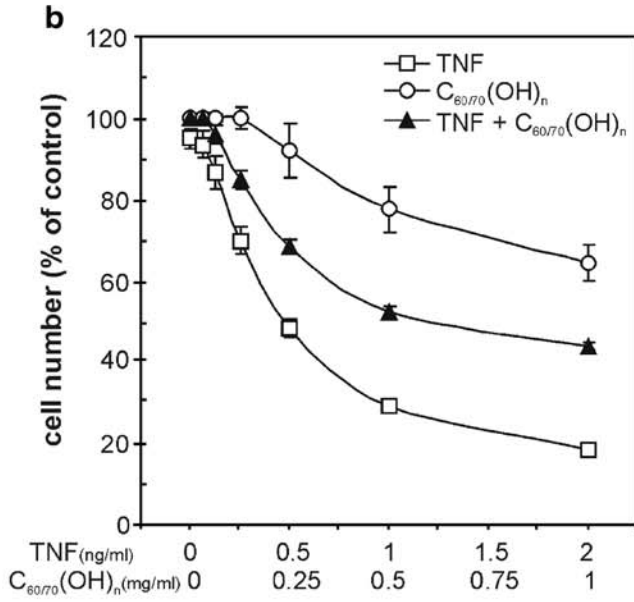 b
120
100
80
60
40
20
0
cell number (% of control)
TNF
C60/70(OH)n
TNF + C60/70(OH)n
TNF(ng/ml) 0 0.5 1 1.5 2
C60/70(OH)n(mg/ml) 0 0.25 0.5 0.75 1